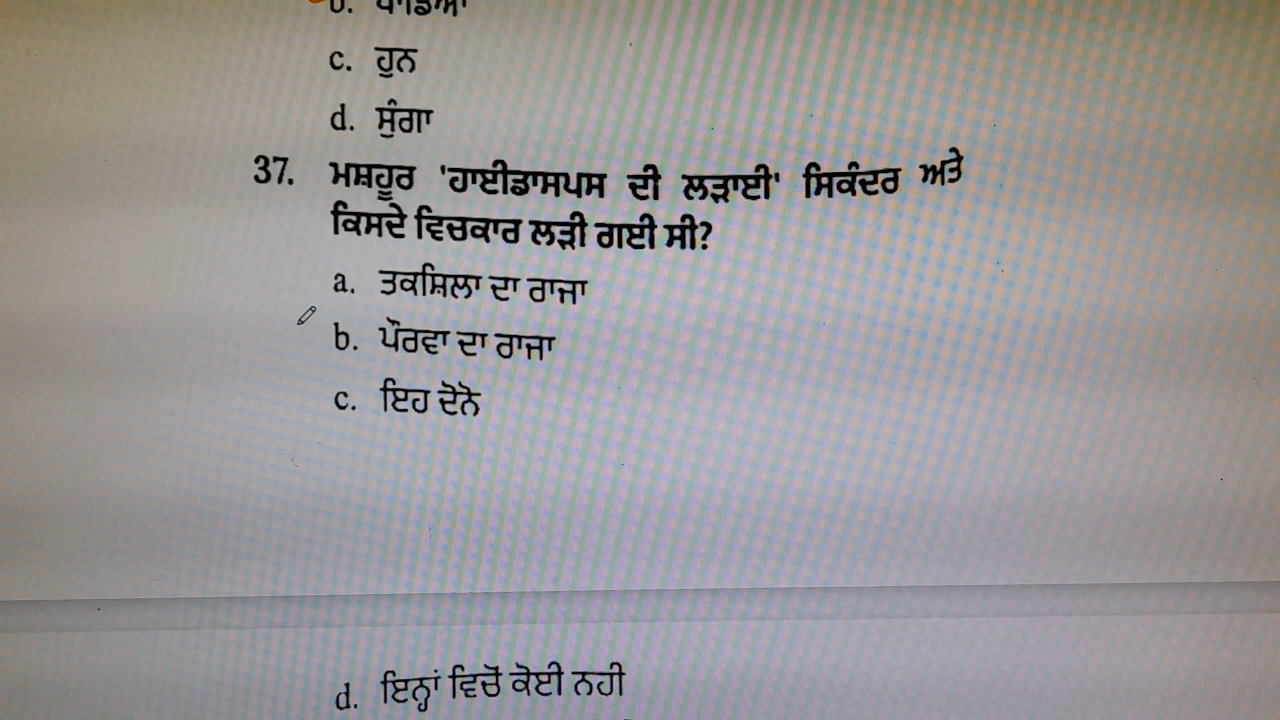 c. ਹੁਨ
d. ਸੁੰਗਾ
37. ਮਸ਼ਹੂਰ 'ਹਾਈਡਾਸਪਸ ਦੀ ਲੜਾਈ' ਸਿਕੰਦਰ ਅਤੇ
ਕਿਸਦੇ ਵਿਚਕਾਰ ਲੜੀ ਗਈ ਸੀ?
a. ਤਕਸ਼ਿਲਾ ਦਾ ਰਾਜਾ
b. ਪੌਰਵਾ ਦਾ ਰਾਜਾ
c. ਇਹ ਦੋਨੋ
d. ਇਨ੍ਹਾਂ ਵਿਚੋਂ ਕੋਈ ਨਹੀ